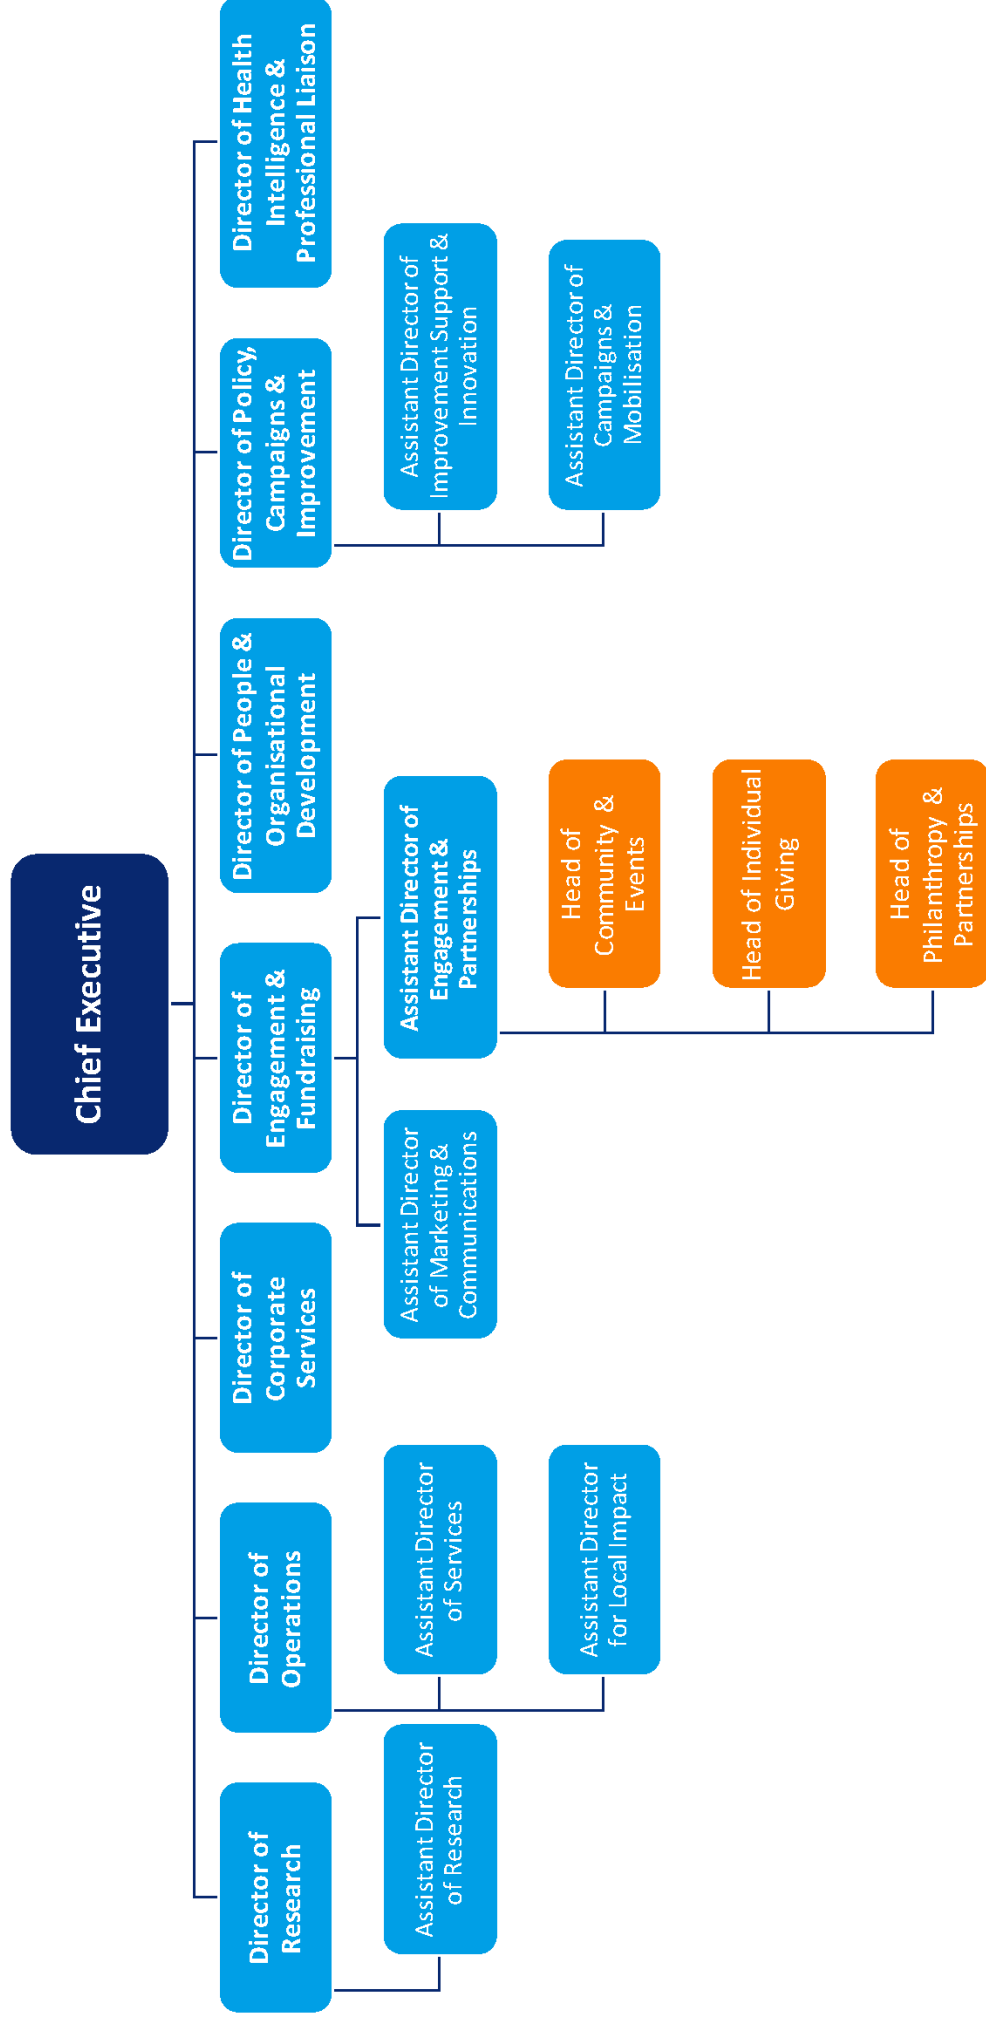 Chief Executive
Director of
Research
Director of
Operations
Director of
Corporate
Services
Director of
Engagement &
Fundraising
Director of People &
Organisational
Development
Director of Policy,
Campaigns &
Improvement
Director of Health
Intelligence &
Professional Liaison
Assistant Director
of Research
Assistant Director
of Services
Assistant Director
for Local Impact
Assistant Director
of Marketing &
Communications
Assistant Director of
Engagement &
Partnerships
Head of
Community &
Events
Head of Individual
Giving
Head of
Philanthropy &
Partnerships
Assistant Director of
Improvement Support &
Innovation
Assistant Director of
Campaigns &
Mobilisation